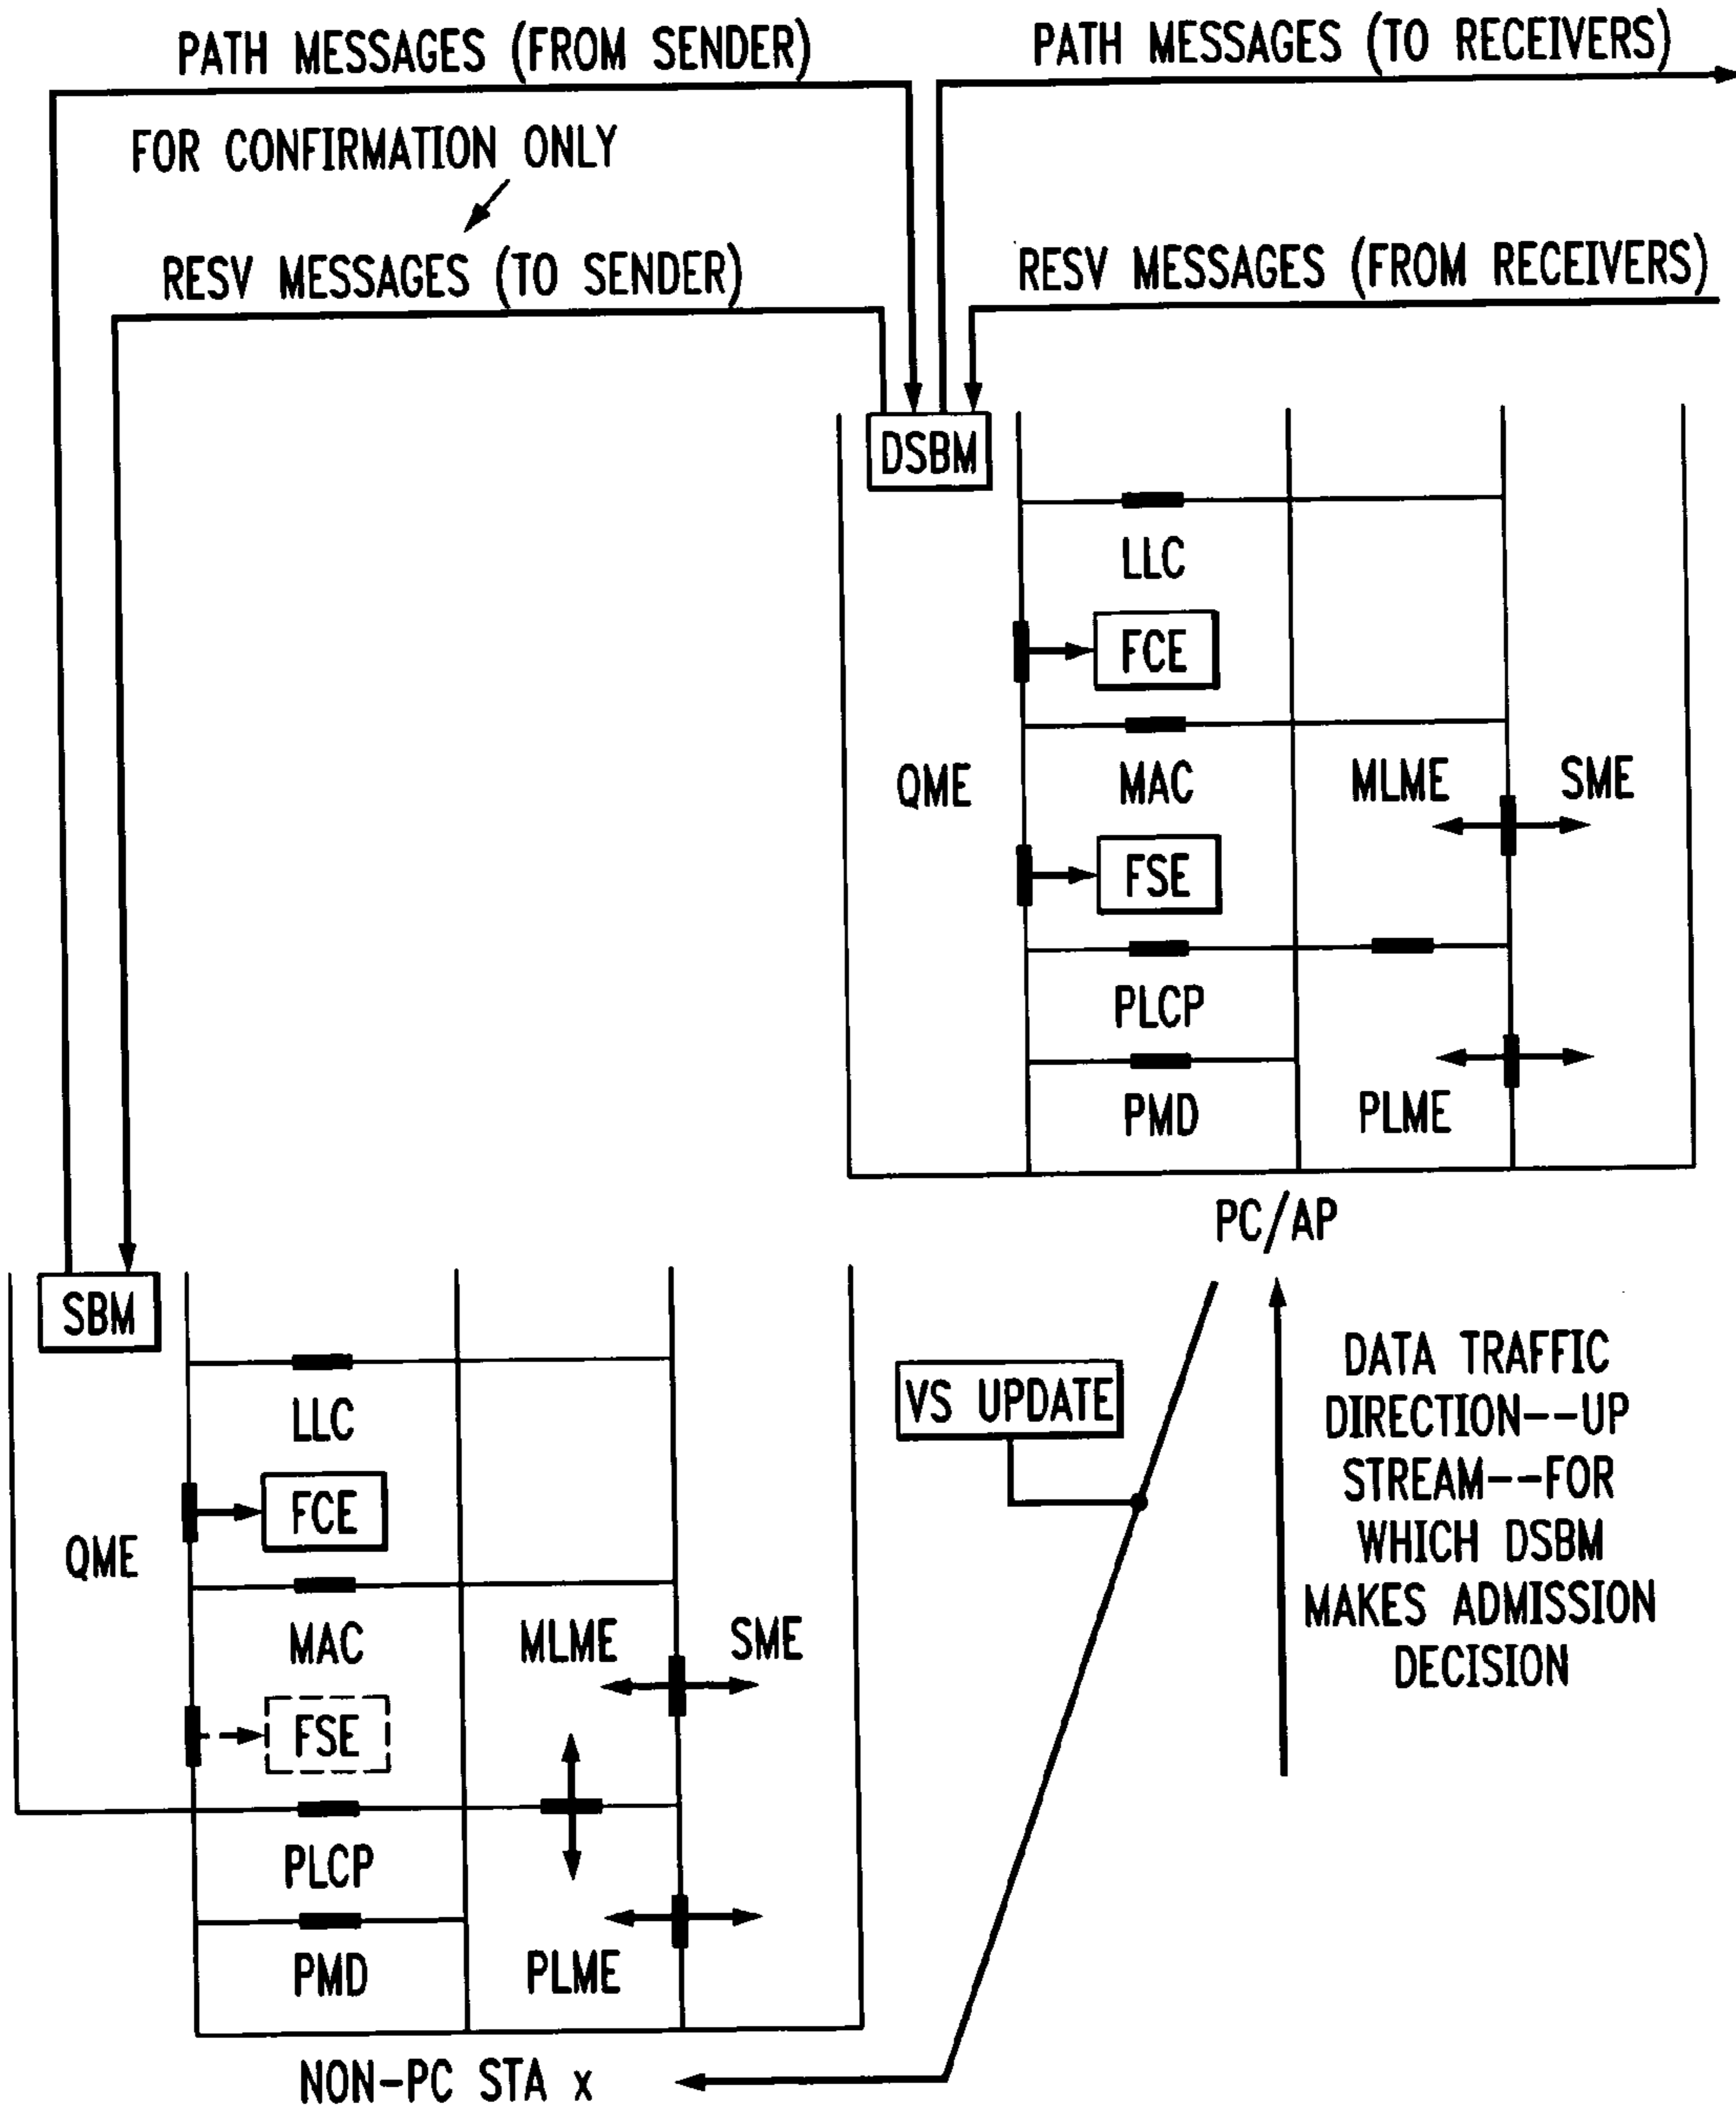 PATH MESSAGES (FROM SENDER)
PATH MESSAGES (TO RECEIVERS)
FOR CONFIRMATION ONLY
RESV MESSAGES (TO SENDER)
RESV MESSAGES (FROM RECEIVERS)
DSBM
LLC
FCE
QME
MAC
MLME
SME
FSE
PLCP
PMD
PLME
PC/AP
SBM
LLC
FCE
QME
MAC
MLME
SME
FSE
PLCP
PMD
PLME
NON-PC STA x
VS UPDATE
DATA TRAFFIC
DIRECTION--UP
STREAM--FOR
WHICH DSBM
MAKES ADMISSION
DECISION